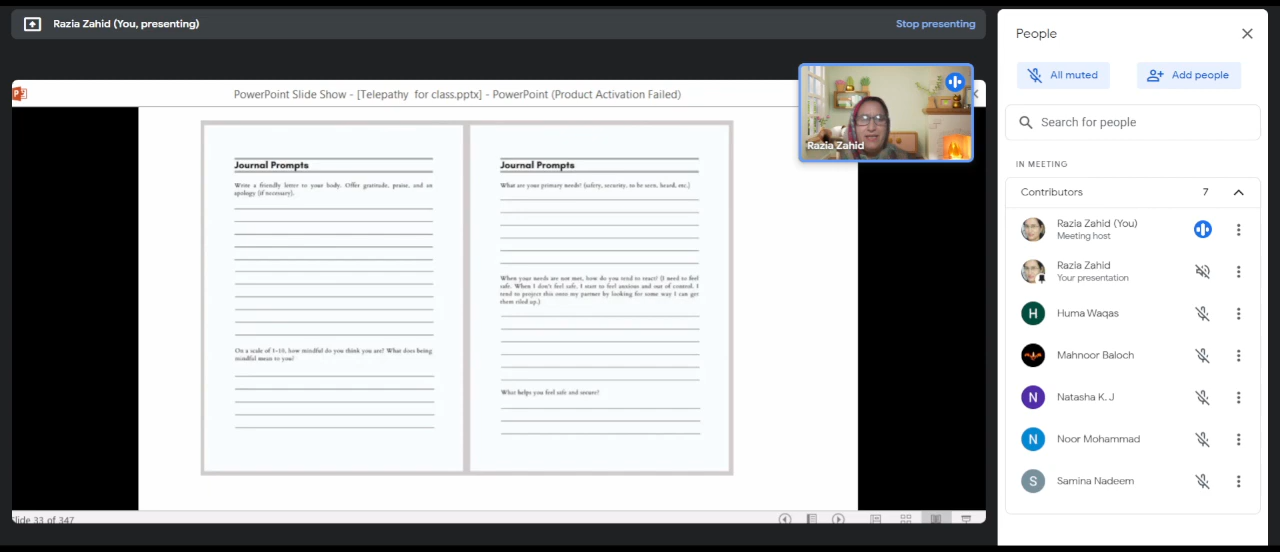 Razia Zahid (You, presenting)
Stop presenting
PowerPoint Slide Show - [Telepathy for class.pptx] - PowerPoint (Product Activation Failed)
Razia Zahid
Journal Prompts
Write a friendly letter to your body. Offer gratitude, praise, and an
apology (if necessary).
On a scale of 1-10, how mindful do you think you are? What does being
mindful mean to you?
Journal Prompts
What are your primary needs? (safety, security, to be seen, heard, etc.)
When your needs are not met, how do you tend to react? (I need to feel
safe. When I don't feel safe, I start to feel anxious and out of control. I
tend to project this onto my partner by looking for some way I can get
them riled up.)
What helps you feel safe and secure?
Slide 33 of 347
People
All muted
Add people
Search for people
IN MEETING
Contributors
7
Razia Zahid (You)
Meeting host
Razia Zahid
Your presentation
H
Huma Waqas
Mahnoor Baloch
N
Natasha K. J
N
Noor Mohammad
S
Samina Nadeem